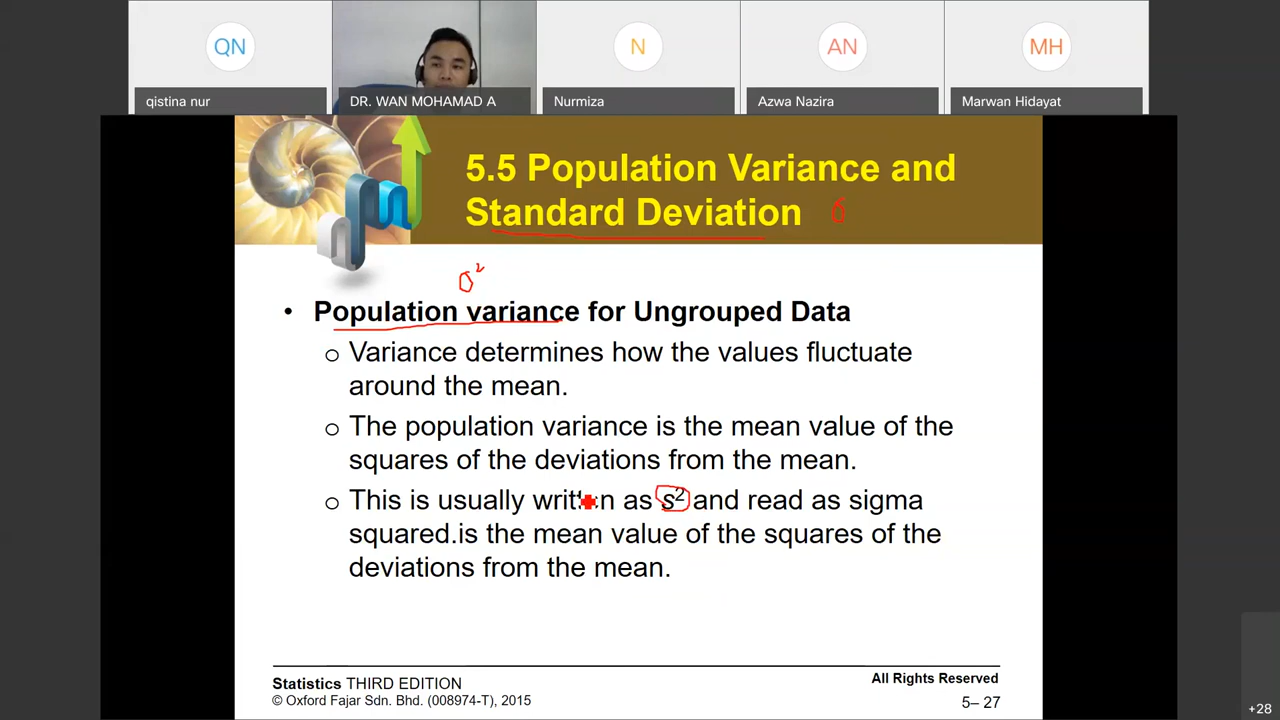 QN
N
AN
MH
qistina nur
DR. WAN MOHAMAD A
Nurmiza
Azwa Nazira
Marwan Hidayat
5.5 Population Variance and
Standard Deviation σ
σ²
• Population variance for Ungrouped Data
o Variance determines how the values fluctuate
around the mean.
o The population variance is the mean value of the
squares of the deviations from the mean.
o This is usually written as s² and read as sigma
squared.is the mean value of the squares of the
deviations from the mean.
Statistics THIRD EDITION
© Oxford Fajar Sdn. Bhd. (008974-T), 2015
All Rights Reserved
5– 27
+28